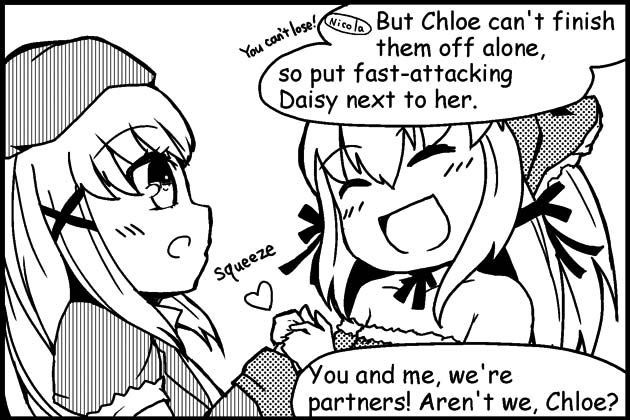 You can't lose!
Nicola
But Chloe can't finish
them off alone,
so put fast-attacking
Daisy next to her.
squeeze
You and me, we're
partners! Aren't we, Chloe?